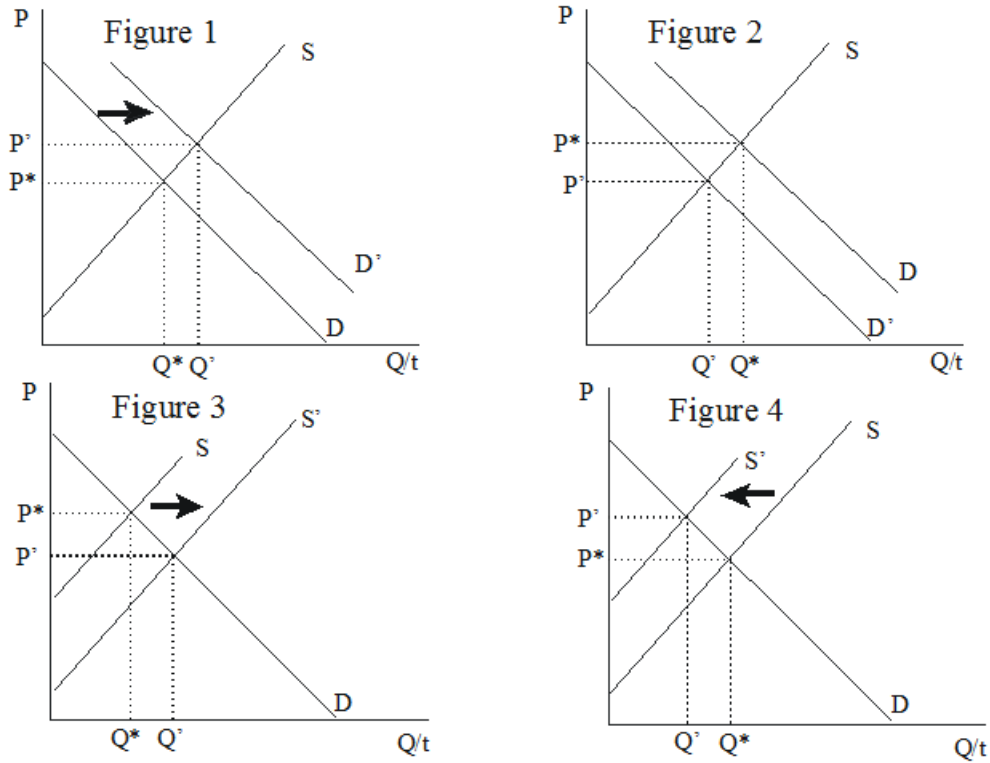 P
Figure 1
S
P’
P*
D’
D
Q* Q’
Q/t
P
Figure 2
S
P*
P’
D
D’
Q’ Q*
Q/t
P
Figure 3
S’
S
P*
P’
D
Q* Q’
Q/t
P
Figure 4
S
S’
P’
P*
D
Q’ Q*
Q/t